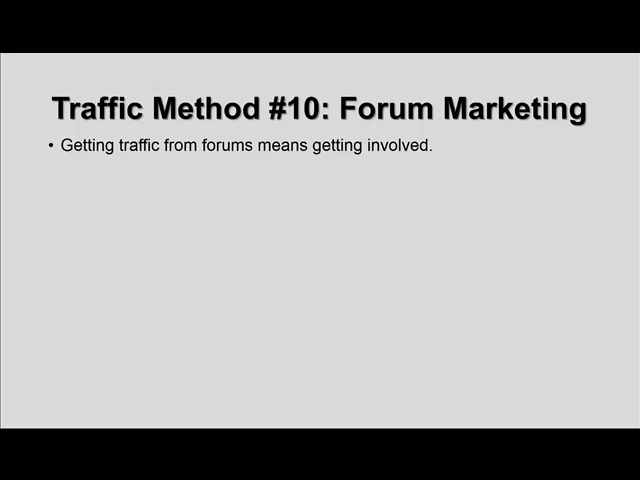 Traffic Method #10: Forum Marketing
• Getting traffic from forums means getting involved.